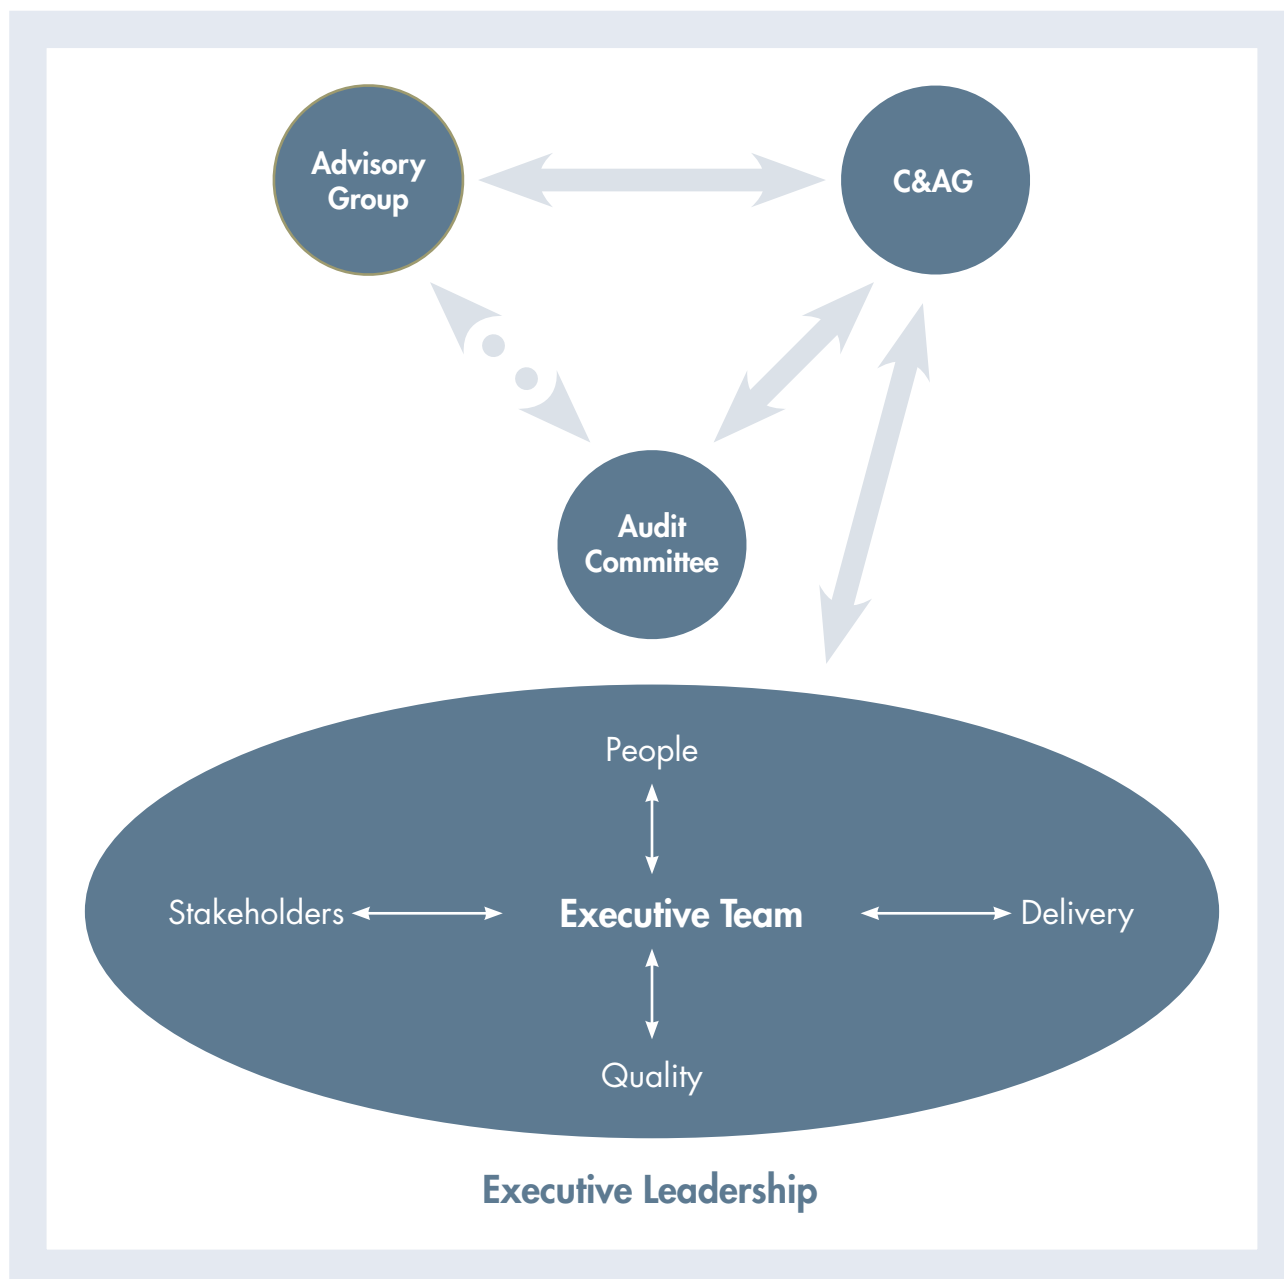 Advisory
Group
C&AG
Audit
Committee
People
Stakeholders
Executive Team
Delivery
Quality
Executive Leadership